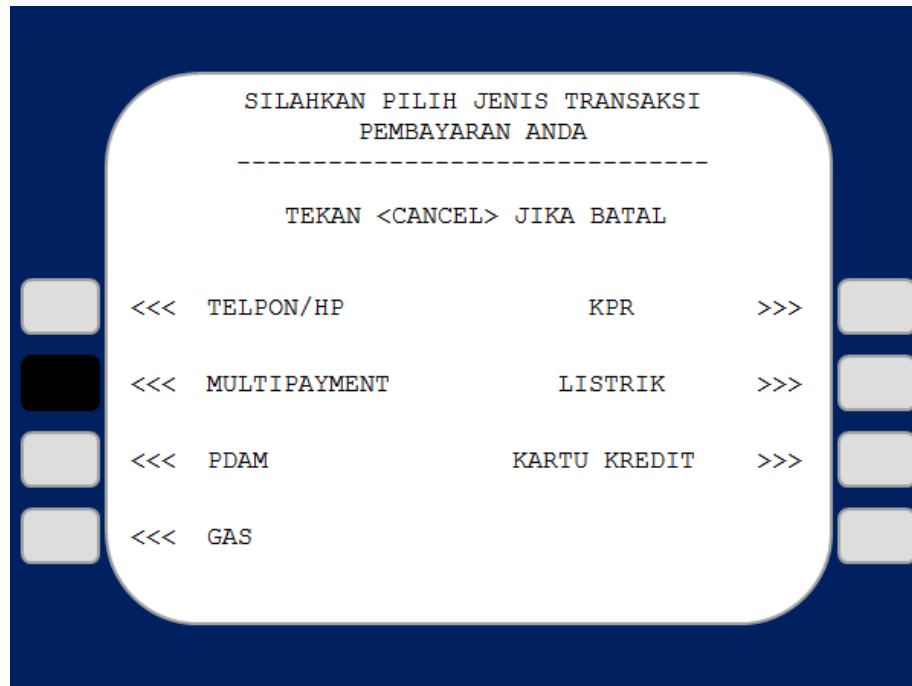 SILAHKAN PILIH JENIS TRANSAKSI
PEMBAYARAN ANDA
-------------------------------
TEKAN <CANCEL> JIKA BATAL
<<< TELPON/HP KPR >>>
<<< MULTIPAYMENT LISTRIK >>>
<<< PDAM KARTU KREDIT >>>
<<< GAS